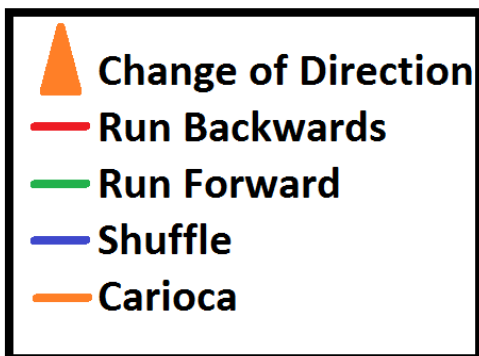 Change of Direction
Run Backwards
Run Forward
Shuffle
Carioca